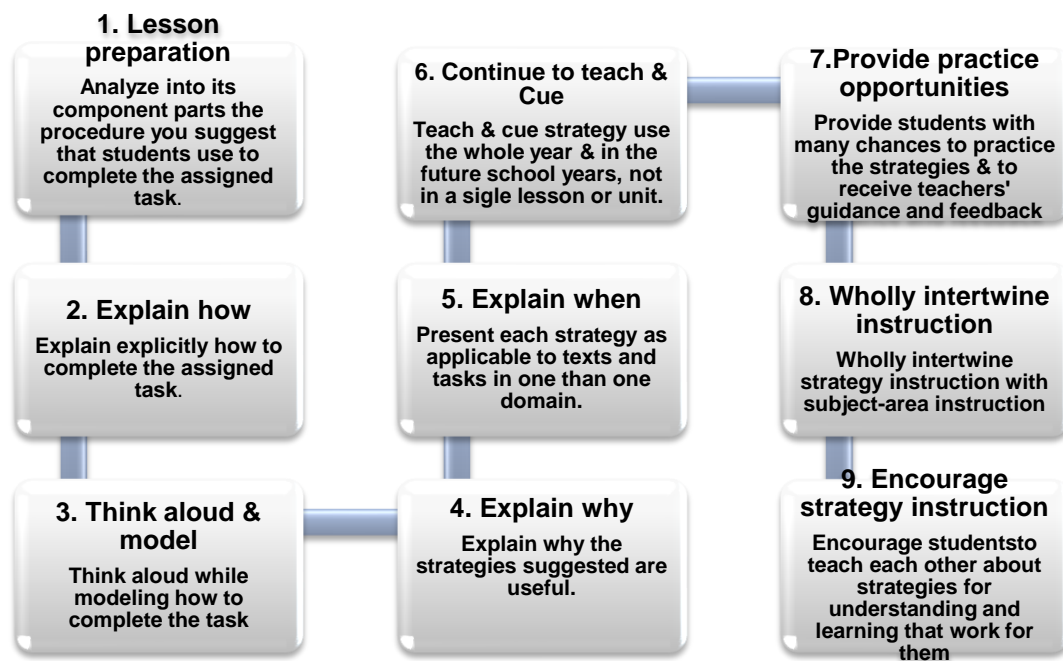 1. Lesson
preparation
Analyze into its
component parts the
procedure you suggest
that students use to
complete the assigned
task.
2. Explain how
Explain explicitly how to
complete the assigned
task.
3. Think aloud &
model
Think aloud while
modeling how to
complete the task
4. Explain why
Explain why the
strategies suggested are
useful.
5. Explain when
Present each strategy as
applicable to texts and
tasks in one than one
domain.
6. Continue to teach &
Cue
Teach & cue strategy use
the whole year & in the
future school years, not
in a sigle lesson or unit.
7.Provide practice
opportunities
Provide students with
many chances to practice
the strategies & to
receive teachers'
guidance and feedback
8. Wholly intertwine
instruction
Wholly intertwine
strategy instruction with
subject-area instruction
9. Encourage
strategy instruction
Encourage studentsto
teach each other about
strategies for
understanding and
learning that work for
them